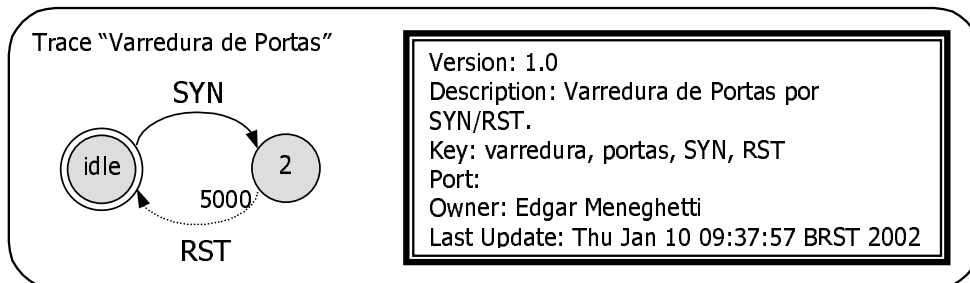 Trace “Varredura de Portas”
SYN
idle
2
5000
RST
Version: 1.0
Description: Varredura de Portas por
SYN/RST.
Key: varredura, portas, SYN, RST
Port:
Owner: Edgar Meneghetti
Last Update: Thu Jan 10 09:37:57 BRST 2002